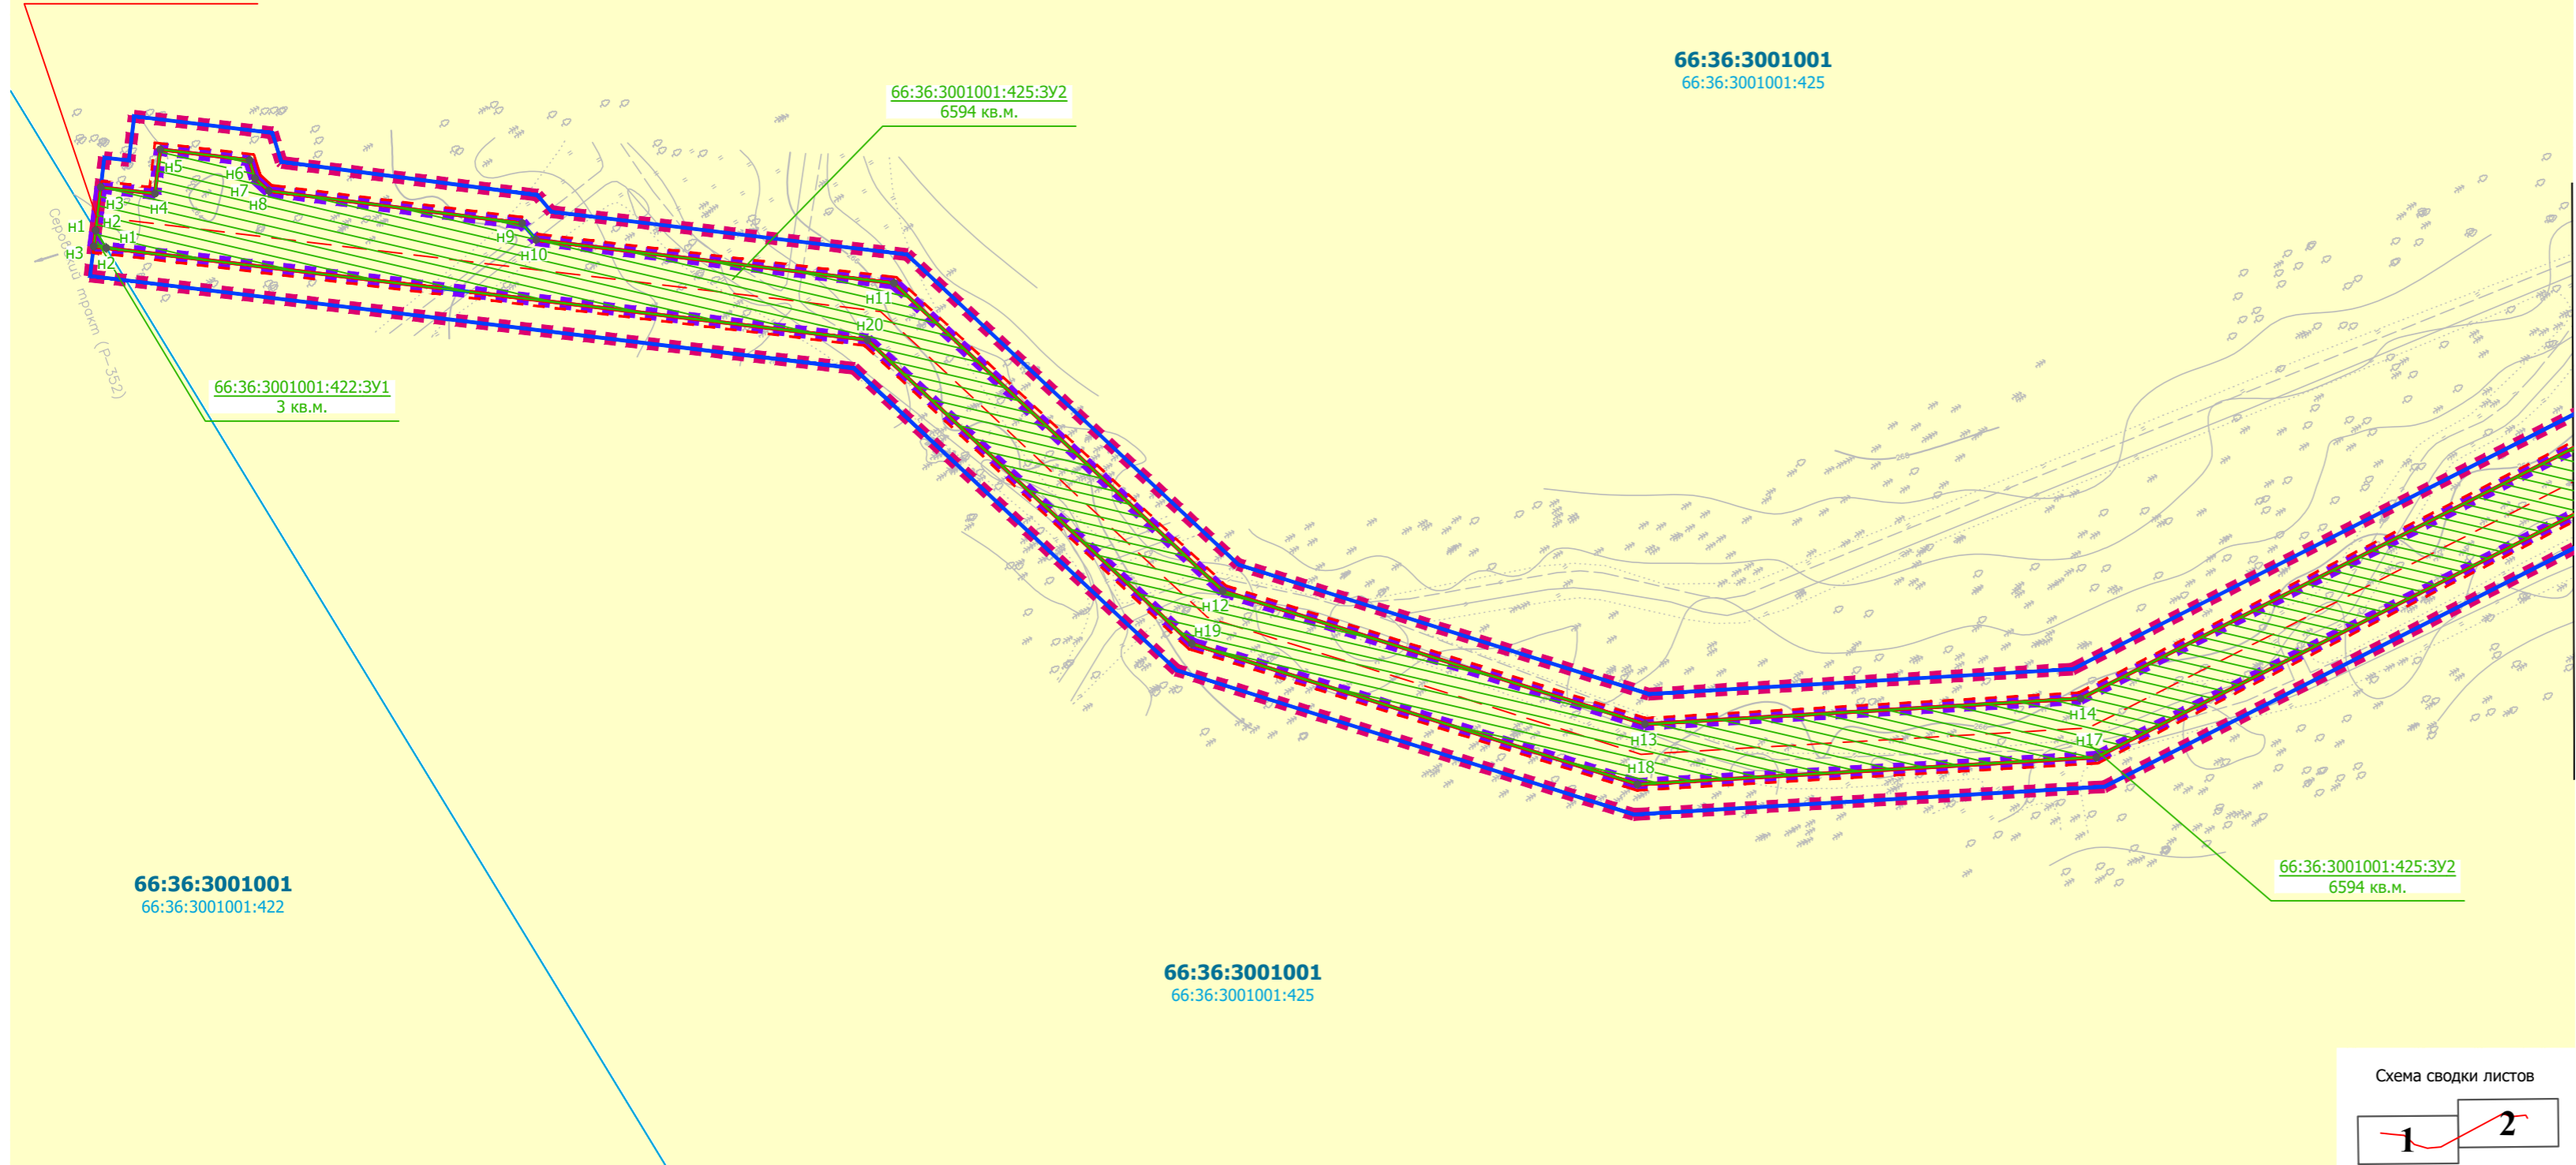 66:36:3001001
66:36:3001001:425
66:36:3001001:425:ЗУ2
6594 кв.м.
н5
н6
н7
н8
н3
н4
н2
н1
н1
н3
н2
н9
н10
н11
н20
Серовский тракт (Р-352)
66:36:3001001:422:ЗУ1
3 кв.м.
н12
н19
н13
н18
н14
н17
66:36:3001001:425:ЗУ2
6594 кв.м.
66:36:3001001
66:36:3001001:422
66:36:3001001
66:36:3001001:425
Схема сводки листов
1
2